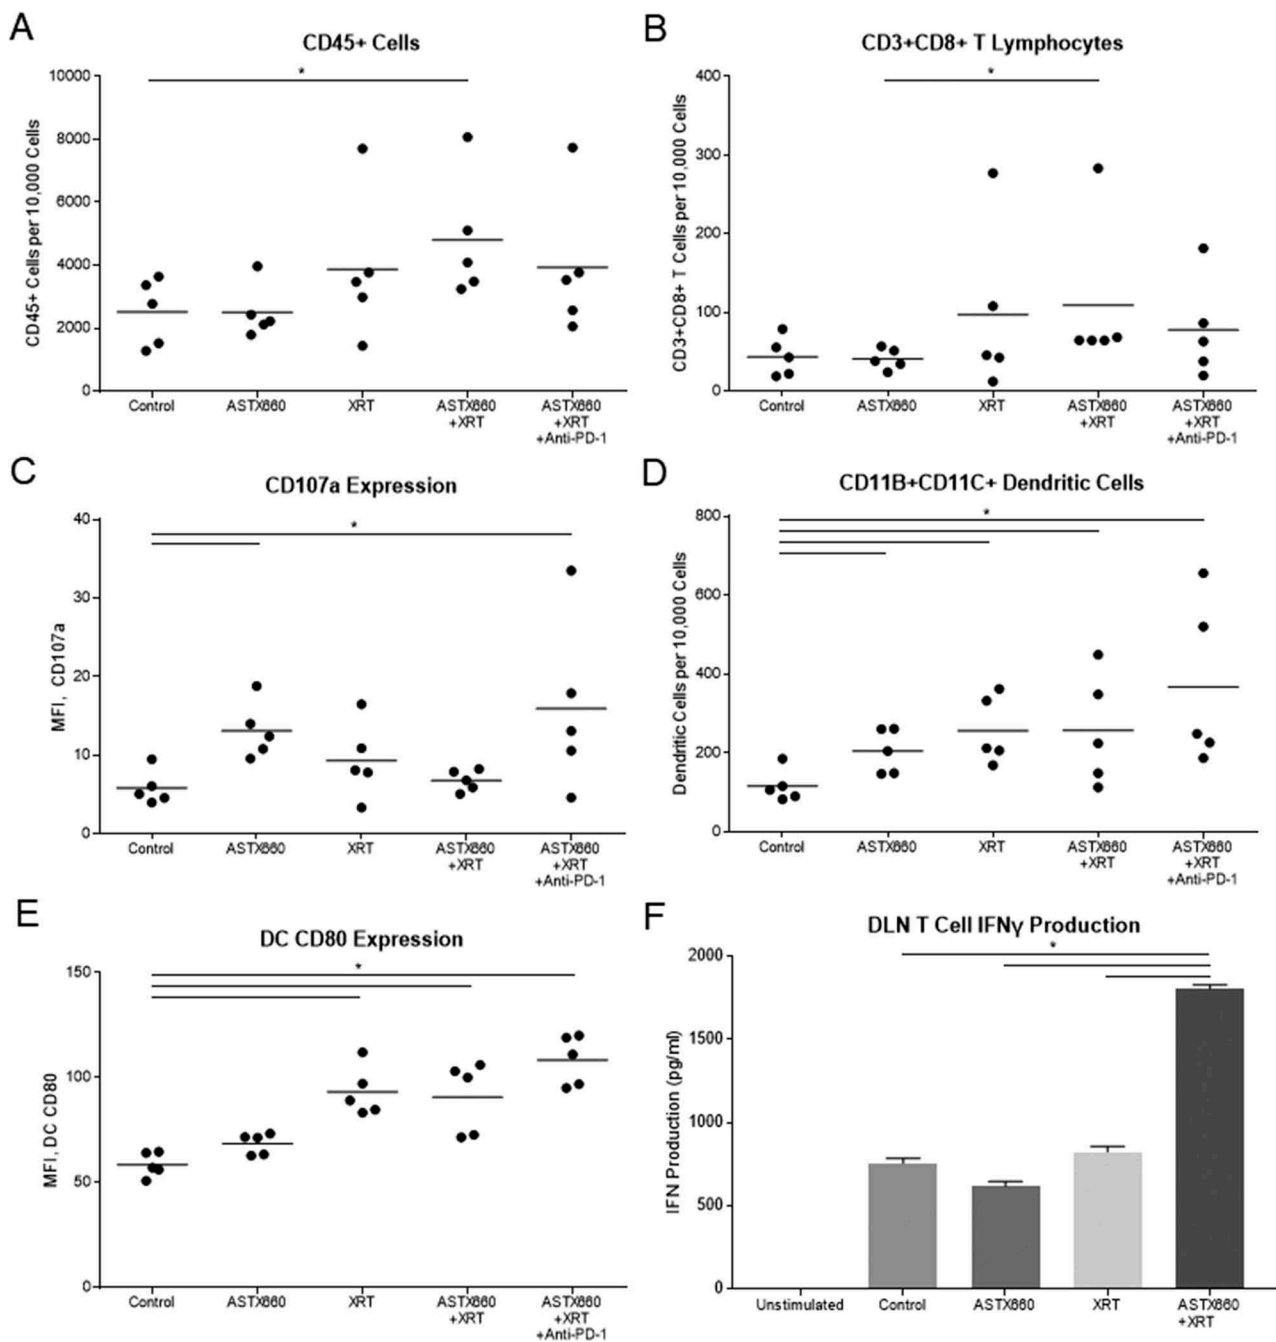 A
CD45+ Cells
*
CD45+ Cells per 10,000 Cells
10000
8000
6000
4000
2000
0
Control
ASTX660
XRT
ASTX660
+XRT
ASTX660
+XRT
+Anti-PD-1
B
CD3+CD8+ T Lymphocytes
*
CD3+CD8+ T Cells per 10,000 Cells
400
300
200
100
0
Control
ASTX660
XRT
ASTX660
+XRT
ASTX660
+XRT
+Anti-PD-1
C
CD107a Expression
*
MFI, CD107a
40
30
20
10
0
Control
ASTX660
XRT
ASTX660
+XRT
ASTX660
+XRT
+Anti-PD-1
D
CD11B+CD11C+ Dendritic Cells
*
Dendritic Cells per 10,000 Cells
800
600
400
200
0
Control
ASTX660
XRT
ASTX660
+XRT
ASTX660
+XRT
+Anti-PD-1
E
DC CD80 Expression
*
MFI, DC CD80
150
100
50
0
Control
ASTX660
XRT
ASTX660
+XRT
ASTX660
+XRT
+Anti-PD-1
F
DLN T Cell IFNγ Production
*
IFN Production (pg/ml)
2000
1500
1000
500
0
Unstimulated
Control
ASTX660
XRT
ASTX660
+XRT